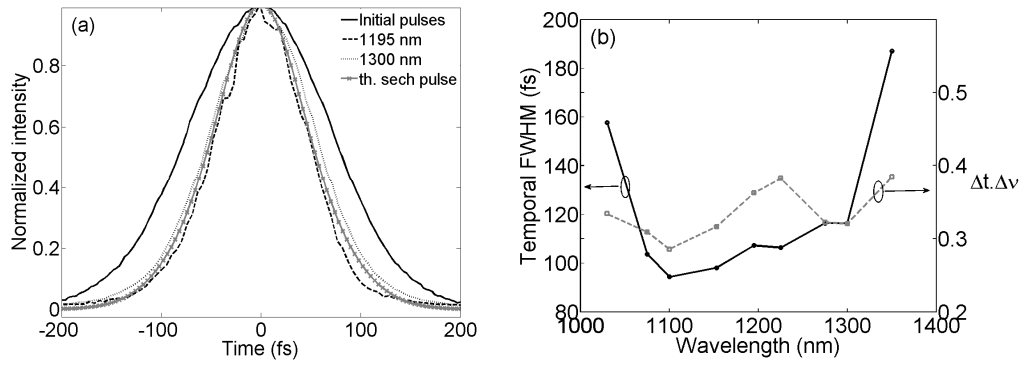 (a)
Initial pulses
1195 nm
1300 nm
th. sech pulse
Normalized intensity
0.8
0.6
0.4
0.2
0
-200 -100 0 100 200
Time (fs)
(b)
Temporal FWHM (fs)
200
180
160
140
120
100
80
0.5
0.4
0.3
0.2
Δt.Δν
1000 1100 1200 1300 1400
Wavelength (nm)